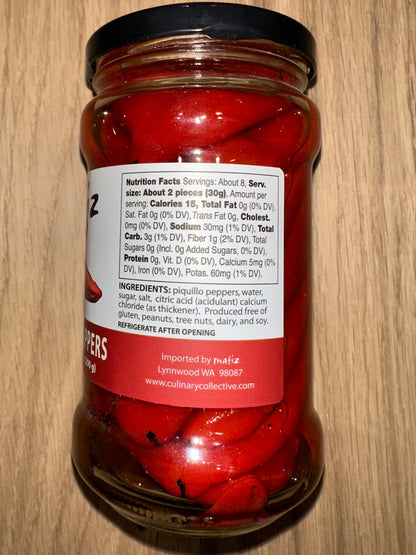 z
Nutrition Facts Servings: About 8, Serv.
size: About 2 pieces (30g), Amount per
serving: Calories 15, Total Fat 0g (0% DV),
Sat. Fat 0g (0% DV), Trans Fat 0g, Cholest.
0mg (0% DV), Sodium 30mg (1% DV), Total
Carb. 3g (1% DV), Fiber 1g (2% DV), Total
Sugars 0g (Incl. 0g Added Sugars, 0% DV),
Protein 0g, Vit. D (0% DV), Calcium 5mg (0%
DV), Iron (0% DV), Potas. 60mg (1% DV).
INGREDIENTS: piquillo peppers, water,
sugar, salt, citric acid (acidulant) calcium
chloride (as thickener). Produced free of
gluten, peanuts, tree nuts, dairy, and soy.
REFRIGERATE AFTER OPENING
PPERS
g)
Imported by matiz
Lynnwood WA 98087
www.culinarycollective.com